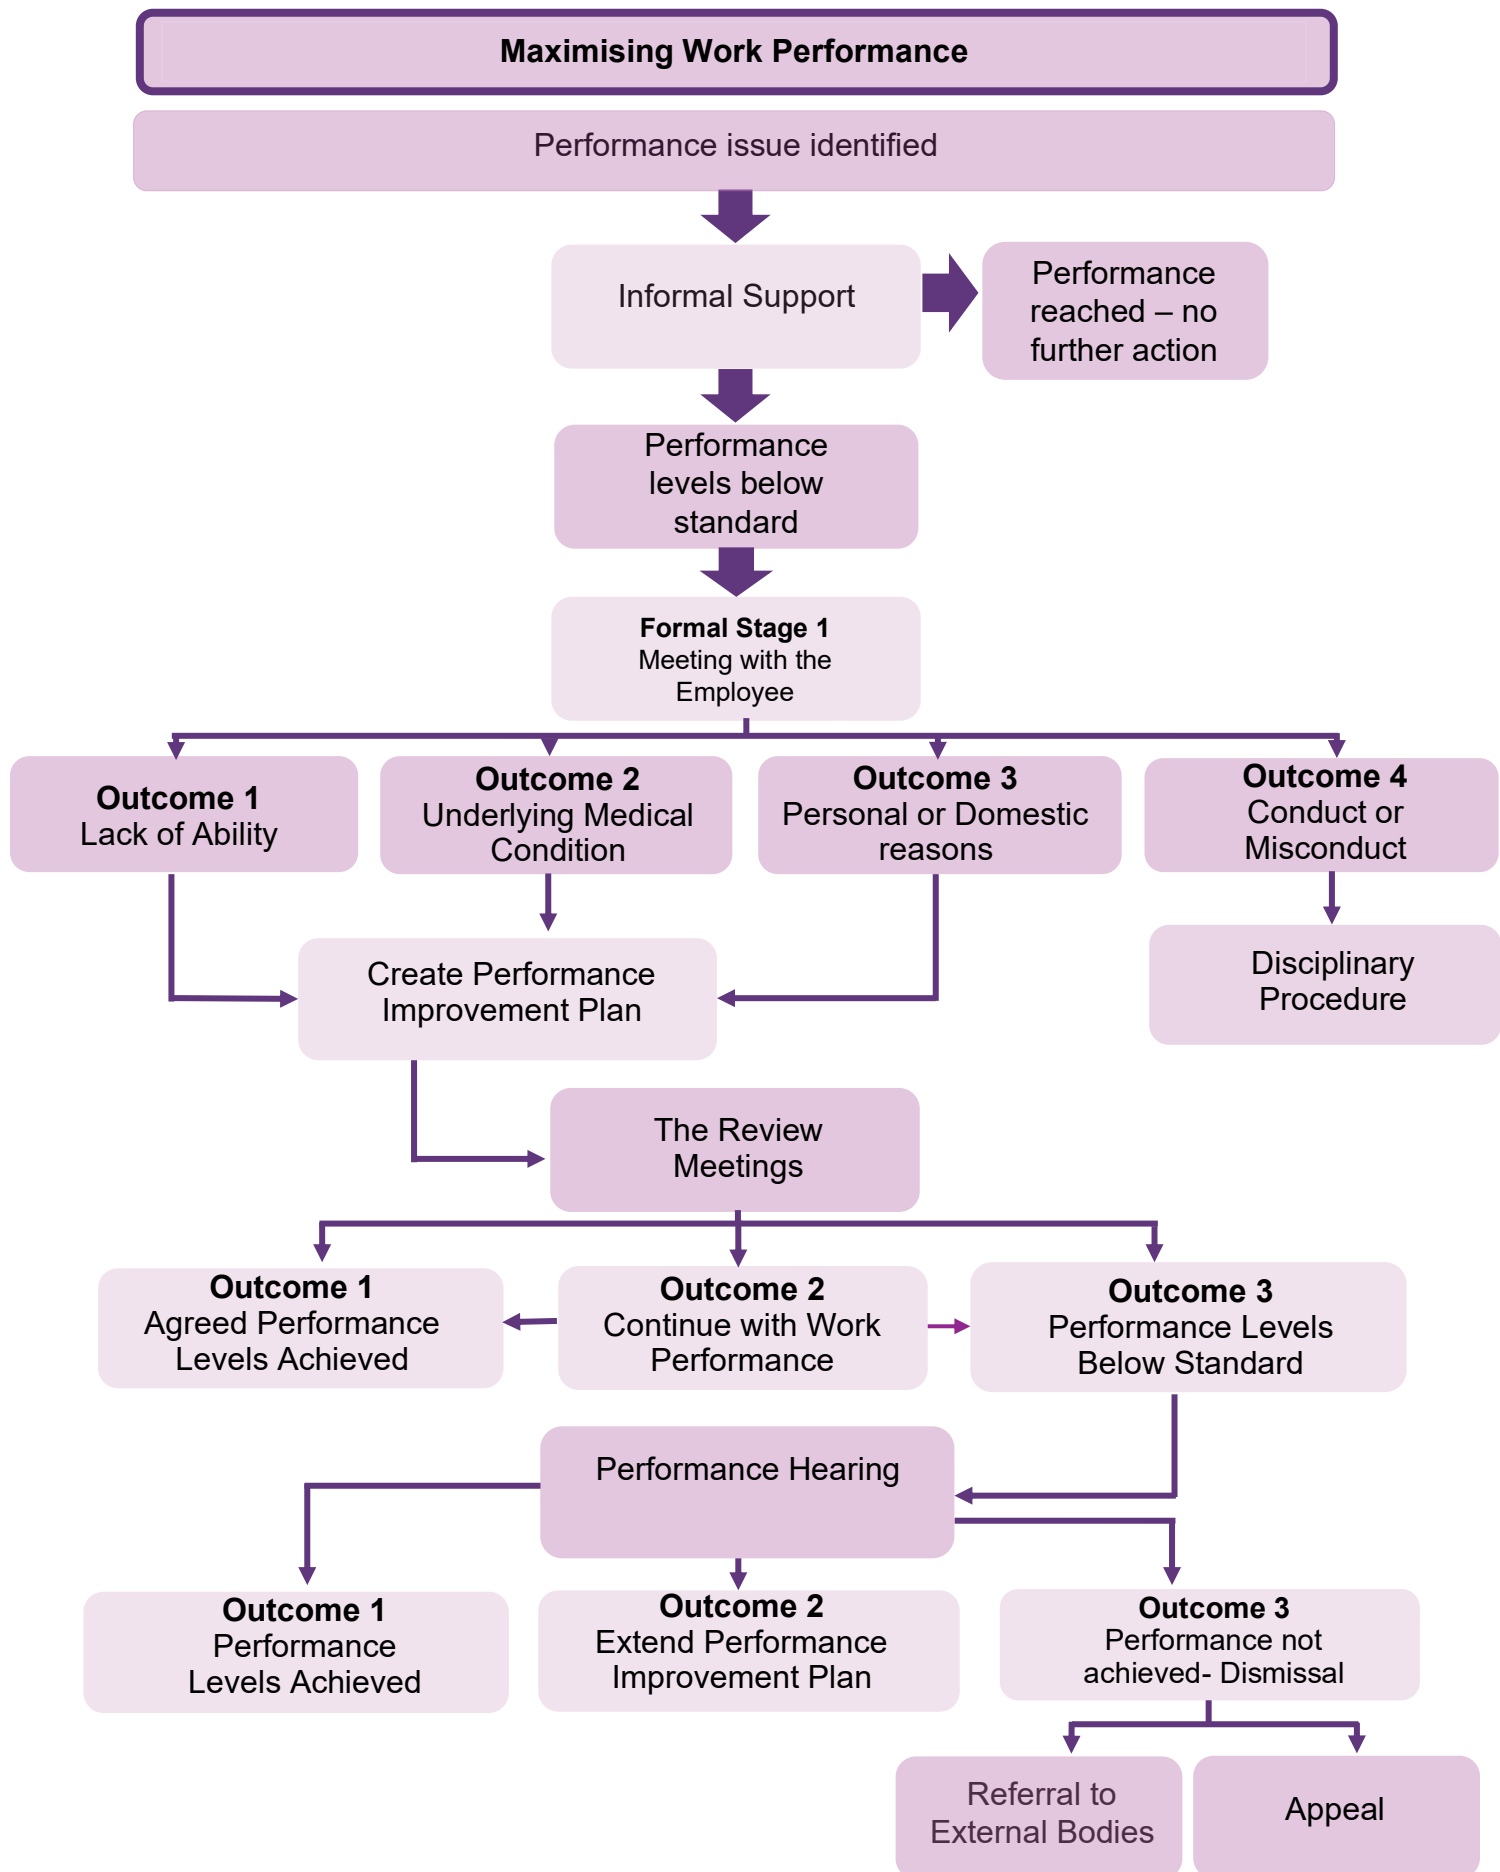 Maximising Work Performance
Performance issue identified
Informal Support
Performance
reached – no
further action
Performance
levels below
standard
Formal Stage 1
Meeting with the
Employee
Outcome 1
Lack of Ability
Outcome 2
Underlying Medical
Condition
Outcome 3
Personal or Domestic
reasons
Outcome 4
Conduct or
Misconduct
Create Performance
Improvement Plan
Disciplinary
Procedure
The Review
Meetings
Outcome 1
Agreed Performance
Levels Achieved
Outcome 2
Continue with Work
Performance
Outcome 3
Performance Levels
Below Standard
Performance Hearing
Outcome 1
Performance
Levels Achieved
Outcome 2
Extend Performance
Improvement Plan
Outcome 3
Performance not
achieved- Dismissal
Referral to
External Bodies
Appeal